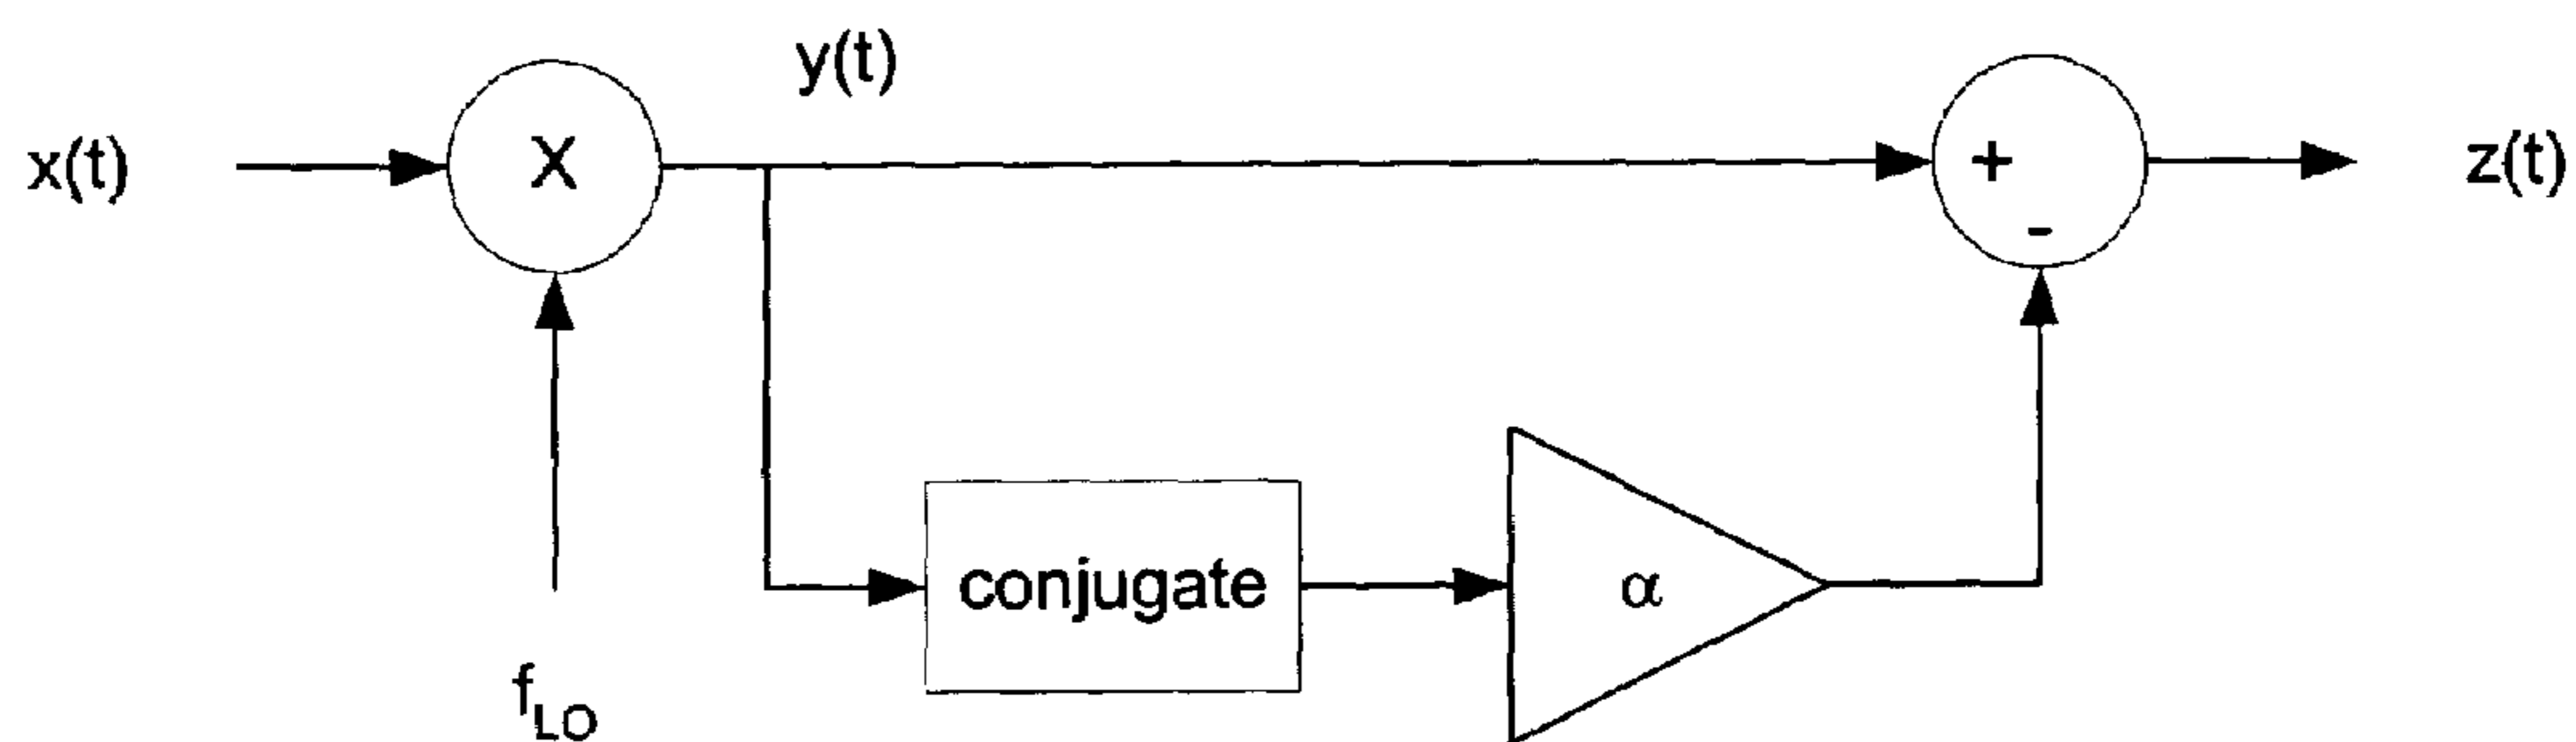 y(t)
x(t)
X
+
-
z(t)
conjugate
α
fLO